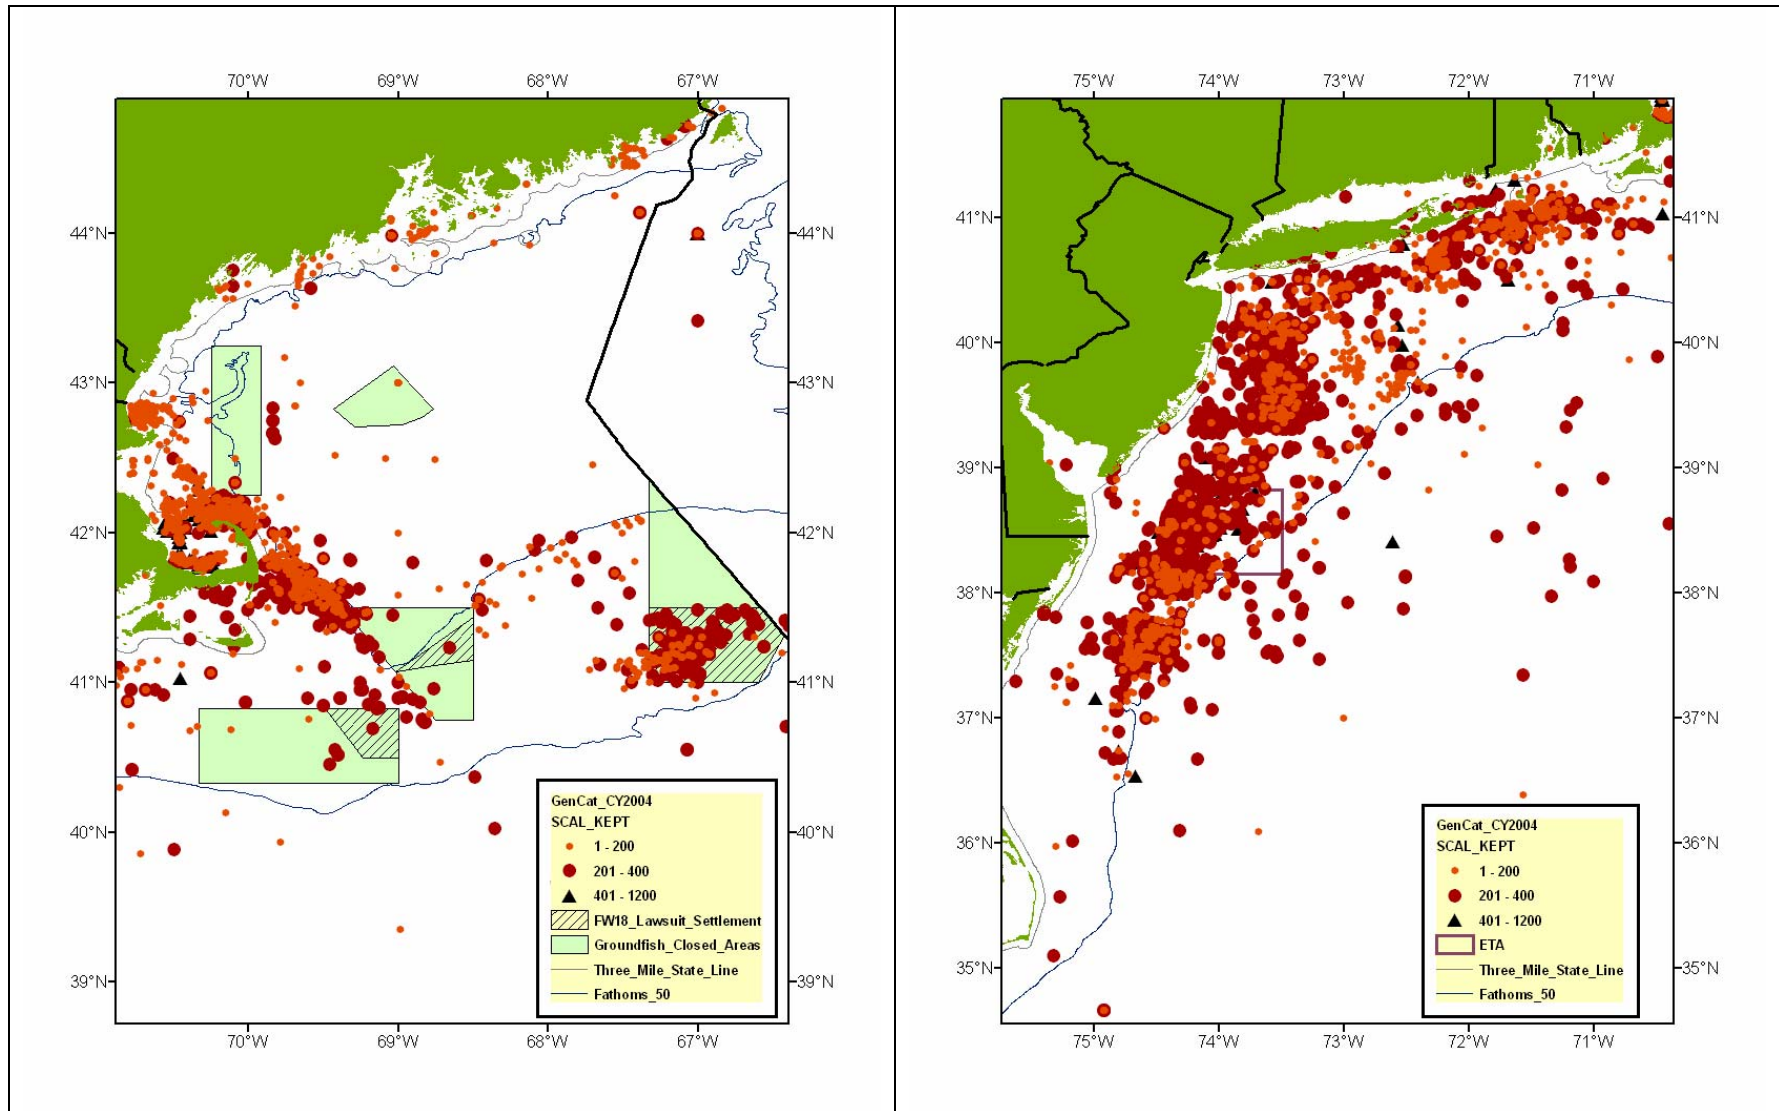 70°W 69°W 68°W 67°W
44°N 44°N
43°N 43°N
42°N 42°N
41°N 41°N
40°N 40°N
39°N 39°N
70°W 69°W 68°W 67°W
GenCat_CY2004
SCAL_KEPT
1 - 200
201 - 400
401 - 1200
FW18_Lawsuit_Settlement
Groundfish_Closed_Areas
Three_Mile_State_Line
Fathoms_50
75°W 74°W 73°W 72°W 71°W
41°N 41°N
40°N 40°N
39°N 39°N
38°N 38°N
37°N 37°N
36°N 36°N
35°N 35°N
75°W 74°W 73°W 72°W 71°W
GenCat_CY2004
SCAL_KEPT
1 - 200
201 - 400
401 - 1200
ETA
Three_Mile_State_Line
Fathoms_50